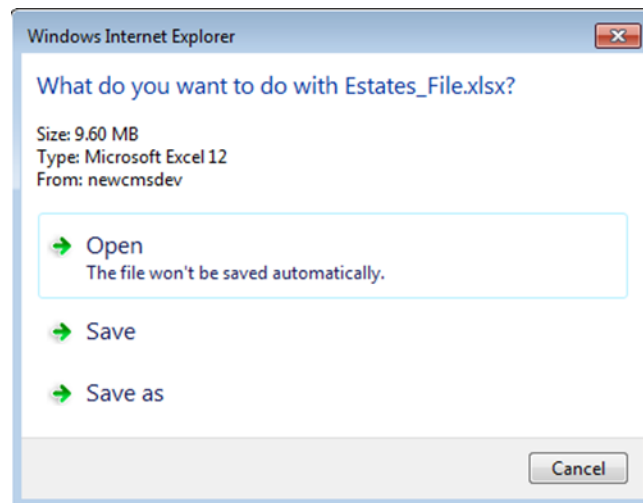 Windows Internet Explorer
What do you want to do with Estates_File.xlsx?
Size: 9.60 MB
Type: Microsoft Excel 12
From: newcmsdev
Open
The file won't be saved automatically.
Save
Save as
Cancel